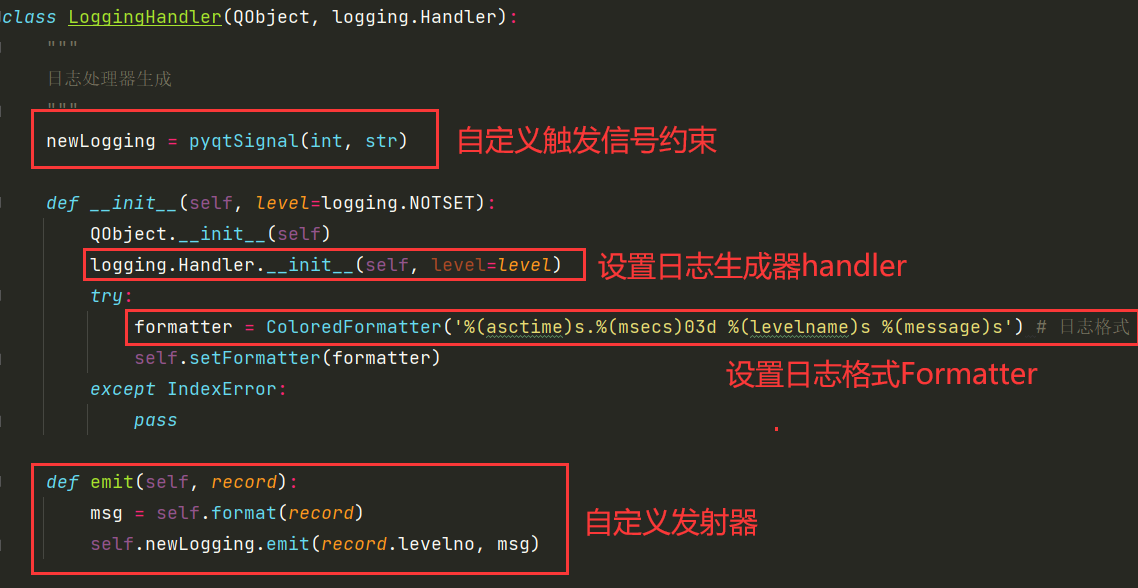 class LoggingHandler(QObject, logging.Handler):
"""
日志处理器生成
"""
newLogging = pyqtSignal(int, str) 自定义触发信号约束
def __init__(self, level=logging.NOTSET):
QObject.__init__(self)
logging.Handler.__init__(self, level=level) 设置日志生成器handler
try:
formatter = ColoredFormatter('%(asctime)s.%(msecs)03d %(levelname)s %(message)s') # 日志格式
self.setFormatter(formatter) 设置日志格式Formatter
except IndexError:
pass
def emit(self, record):
msg = self.format(record) 自定义发射器
self.newLogging.emit(record.levelno, msg)